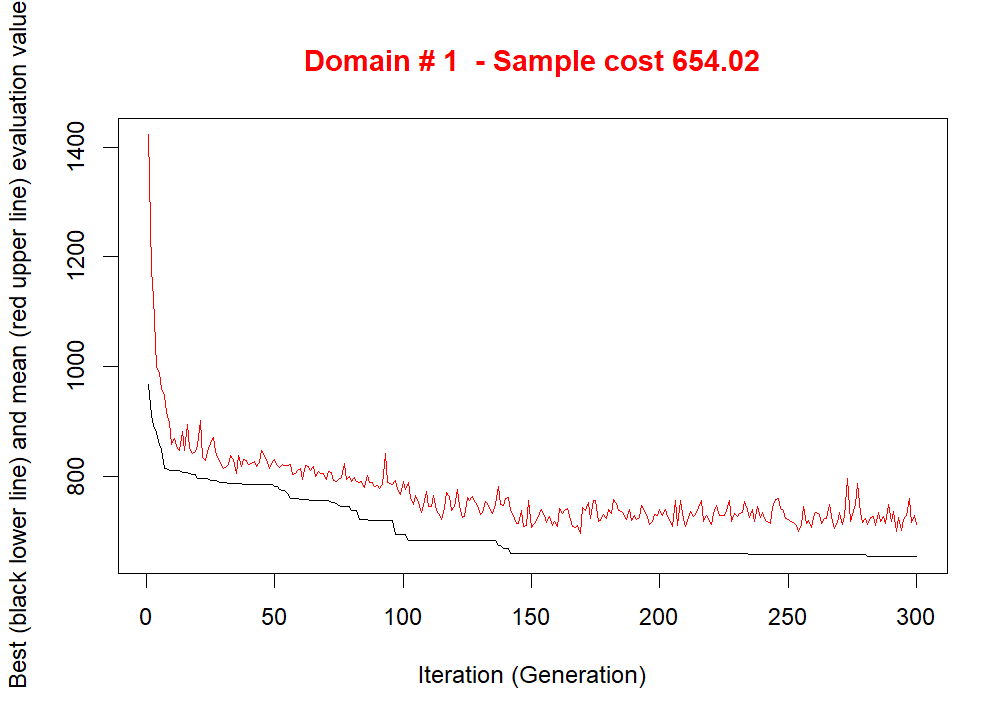 Domain # 1  - Sample cost 654.02
Best (black lower line) and mean (red upper line) evaluation value
1400
1200
1000
800
0 50 100 150 200 250 300
Iteration (Generation)